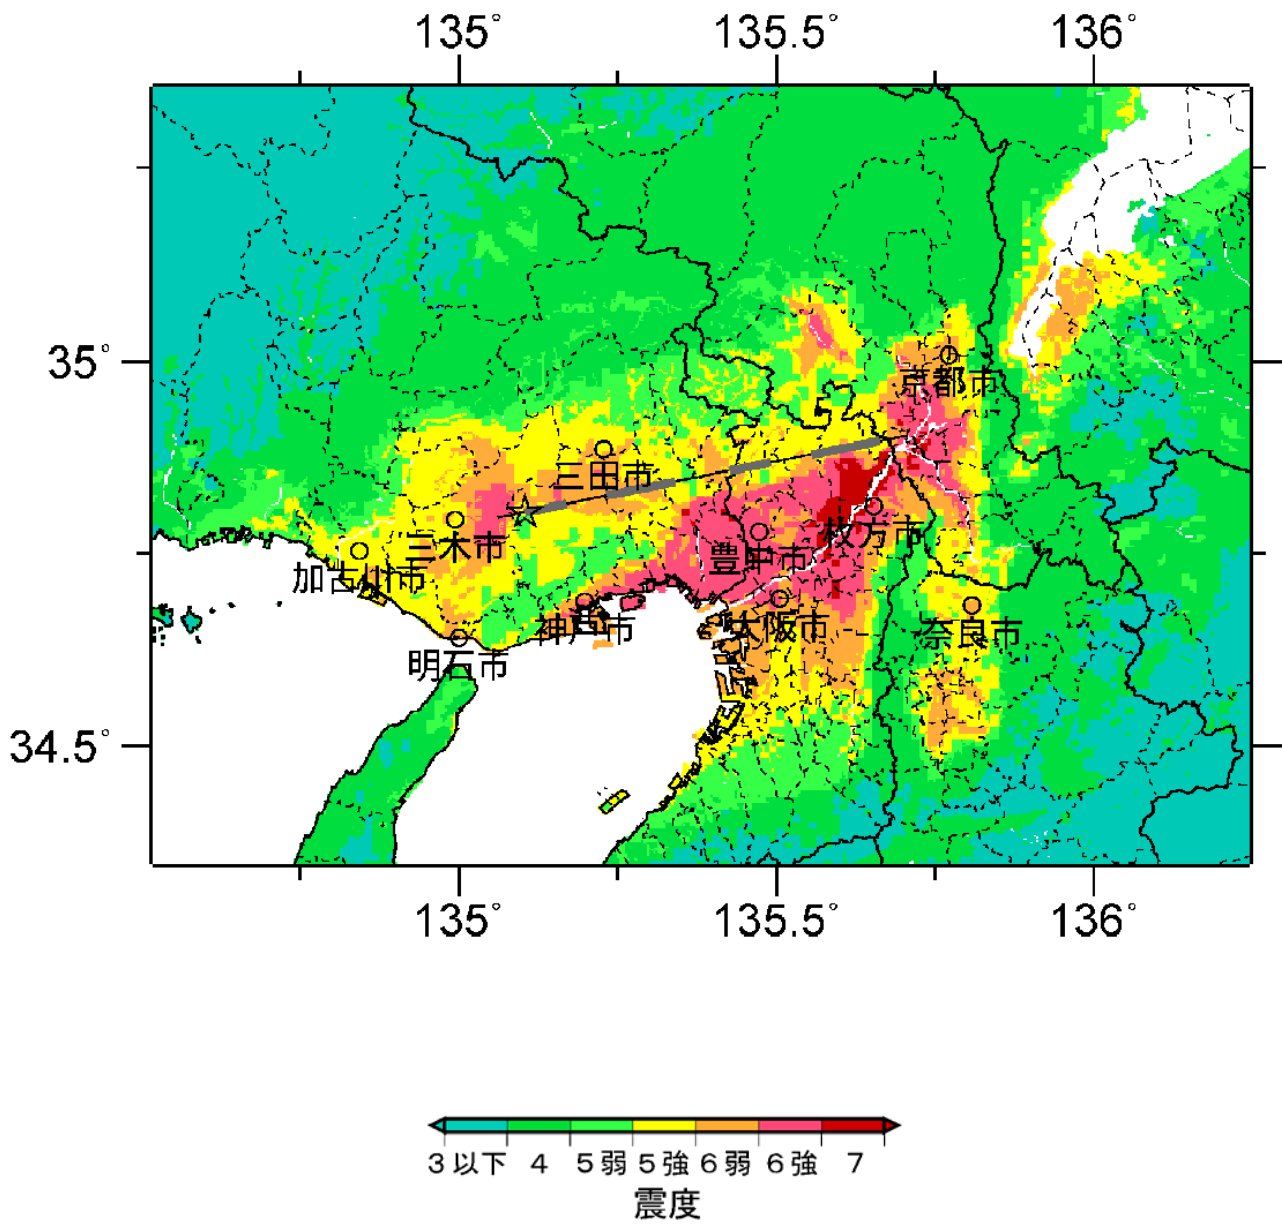 135° 135.5° 136°
35°
34.5°
京都市
三田市
三木市
枚方市
豊中市
加古川市
神戸市
大阪市
奈良市
明石市
135° 135.5° 136°
3以下 4 5弱 5強 6弱 6強 7
震度